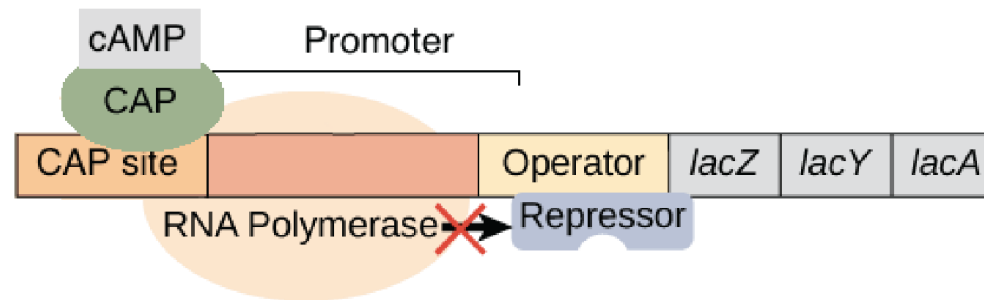 cAMP
Promoter
CAP
CAP site
Operator
lacZ
lacY
lacA
RNA Polymerase
Repressor